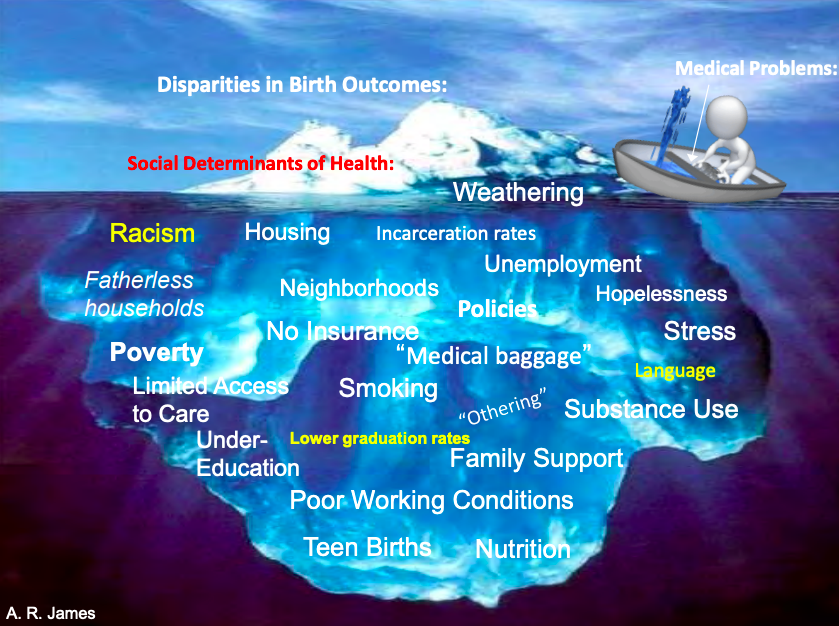 Medical Problems:
Disparities in Birth Outcomes:
Social Determinants of Health:
Weathering
Racism
Housing
Incarceration rates
Unemployment
Fatherless
households
Neighborhoods
Hopelessness
Policies
No Insurance
Stress
Poverty
“Medical baggage”
Language
Limited Access
to Care
Smoking
“Othering”
Substance Use
Under-
Education
Lower graduation rates
Family Support
Poor Working Conditions
Teen Births
Nutrition
A. R. James